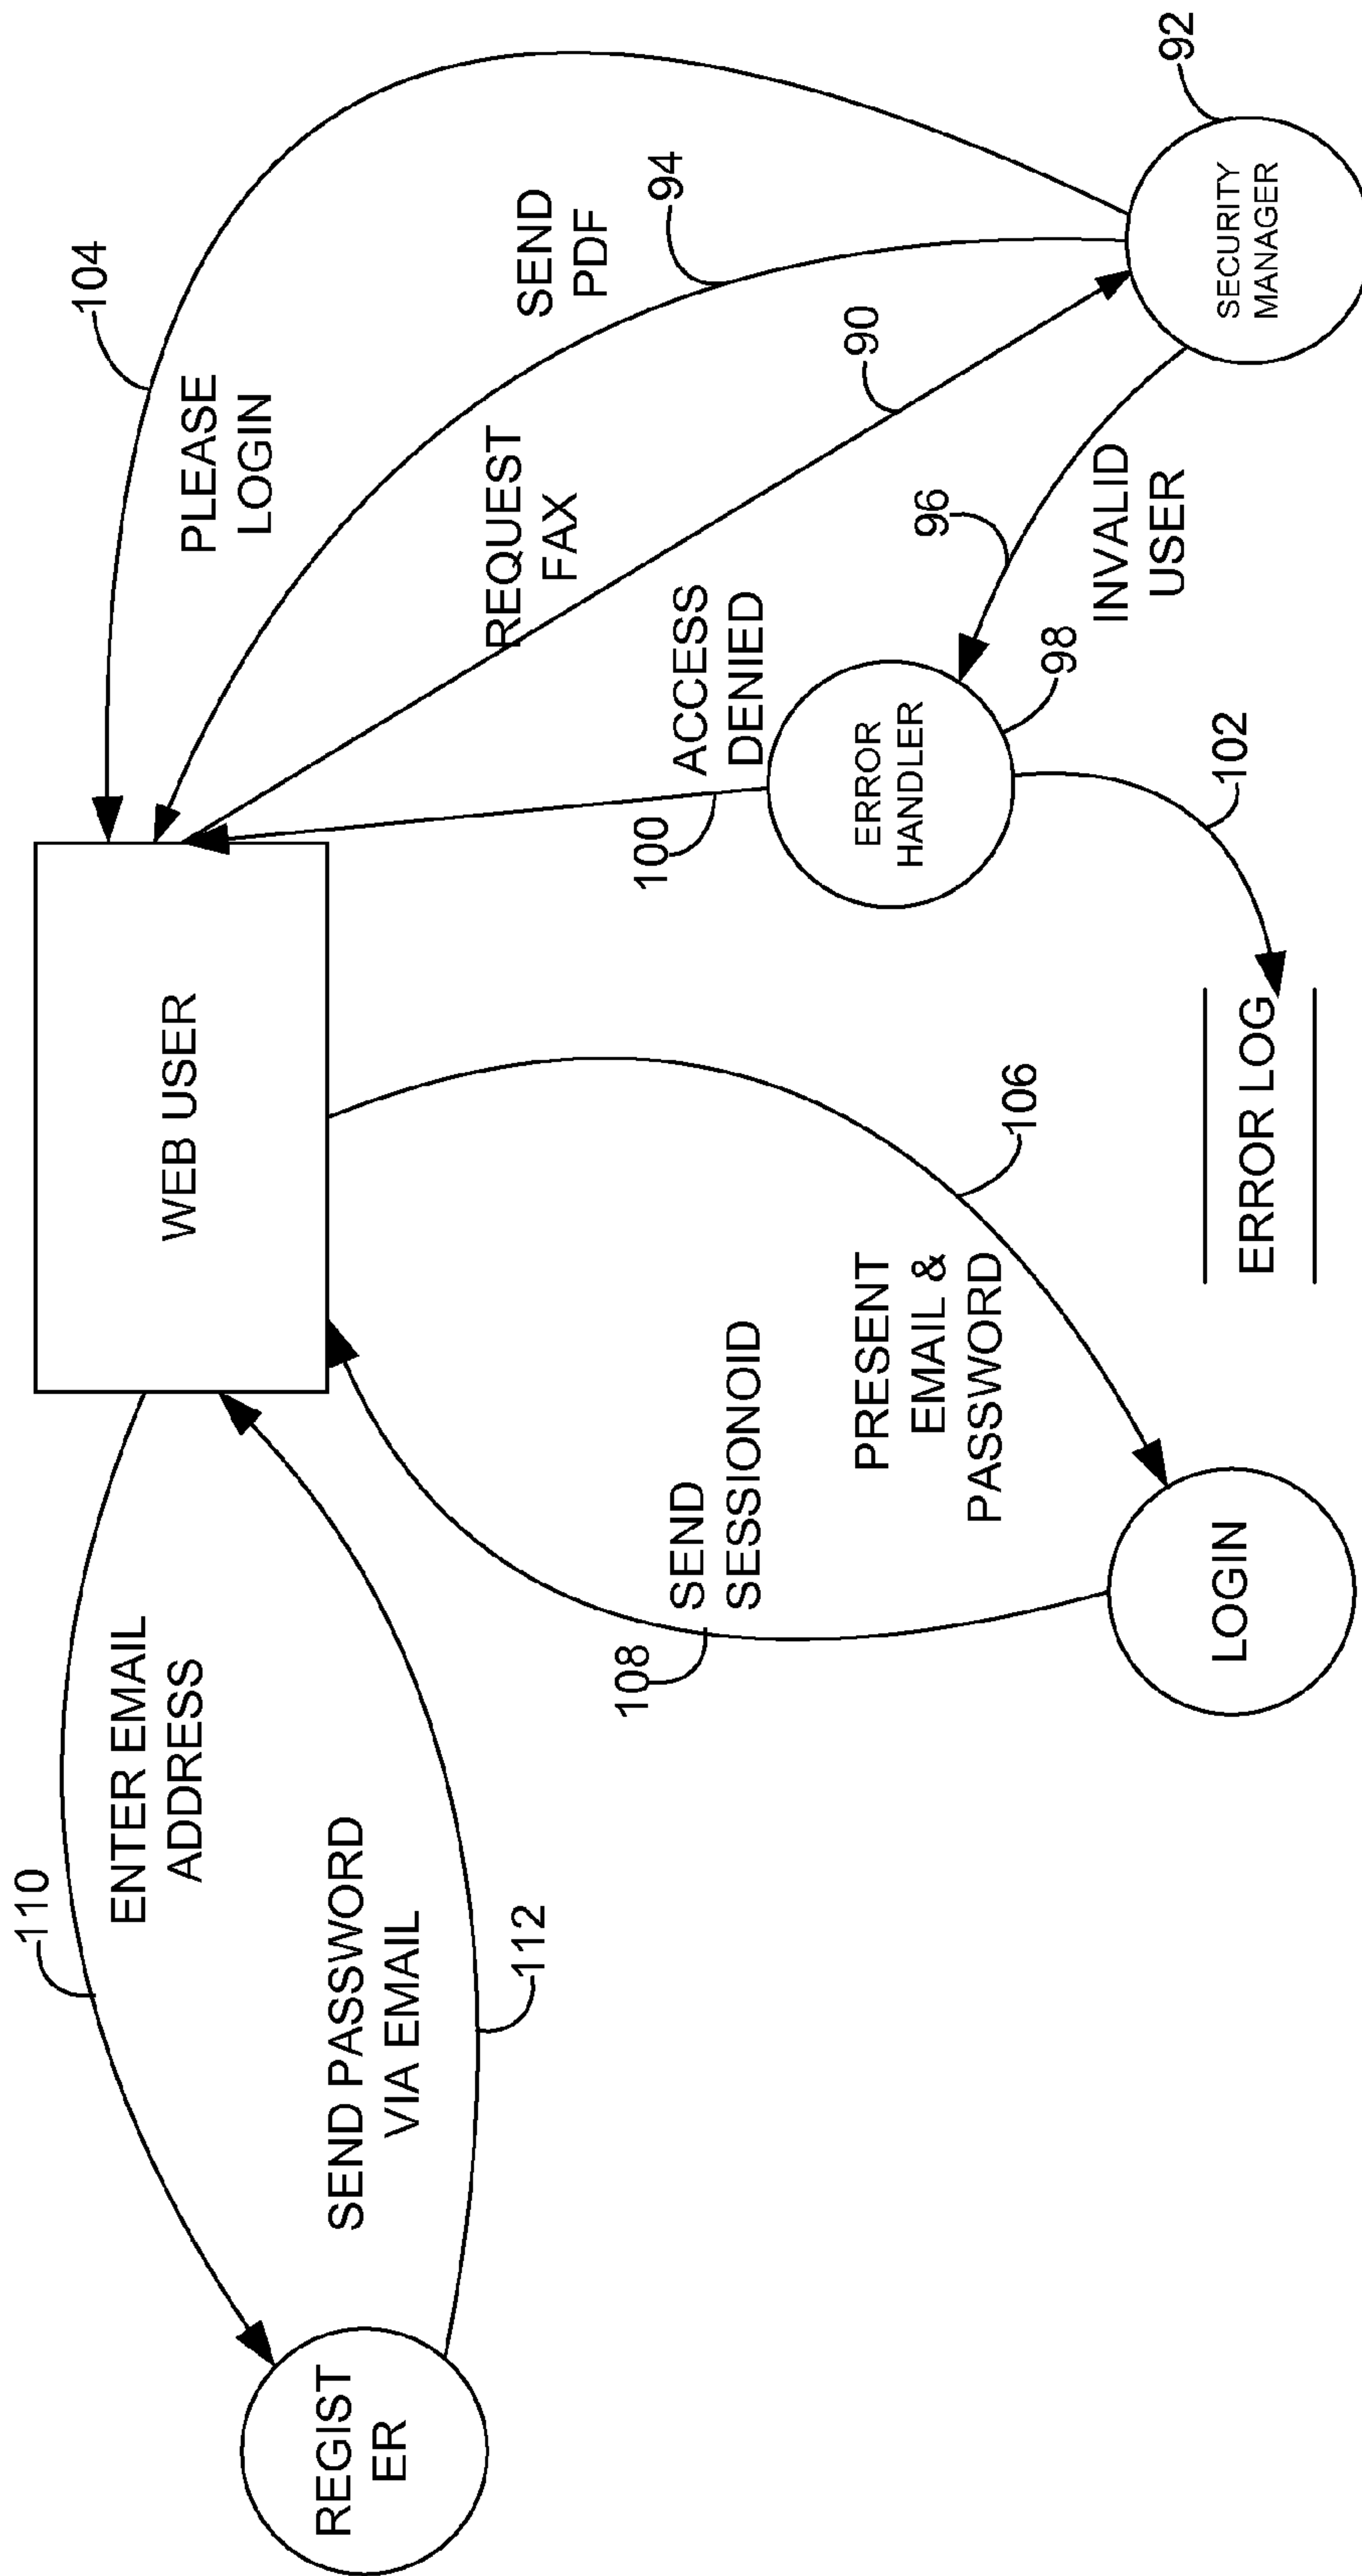 110
ENTER EMAIL
ADDRESS
SEND PASSWORD
VIA EMAIL
112
REGIST
ER
WEB USER
104
PLEASE
LOGIN
SEND
PDF
94
REQUEST
FAX
90
ACCESS
DENIED
100
96
INVALID
USER
SECURITY
MANAGER
92
ERROR
HANDLER
98
102
ERROR LOG
106
PRESENT
EMAIL &
PASSWORD
SEND
SESSIONOID
108
LOGIN